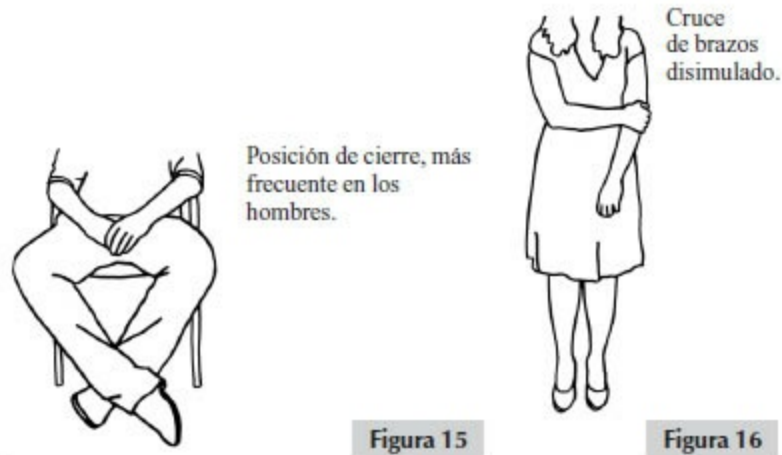 Posición de cierre, más
frecuente en los
hombres.
Figura 15
Cruce
de brazos
disimulado.
Figura 16